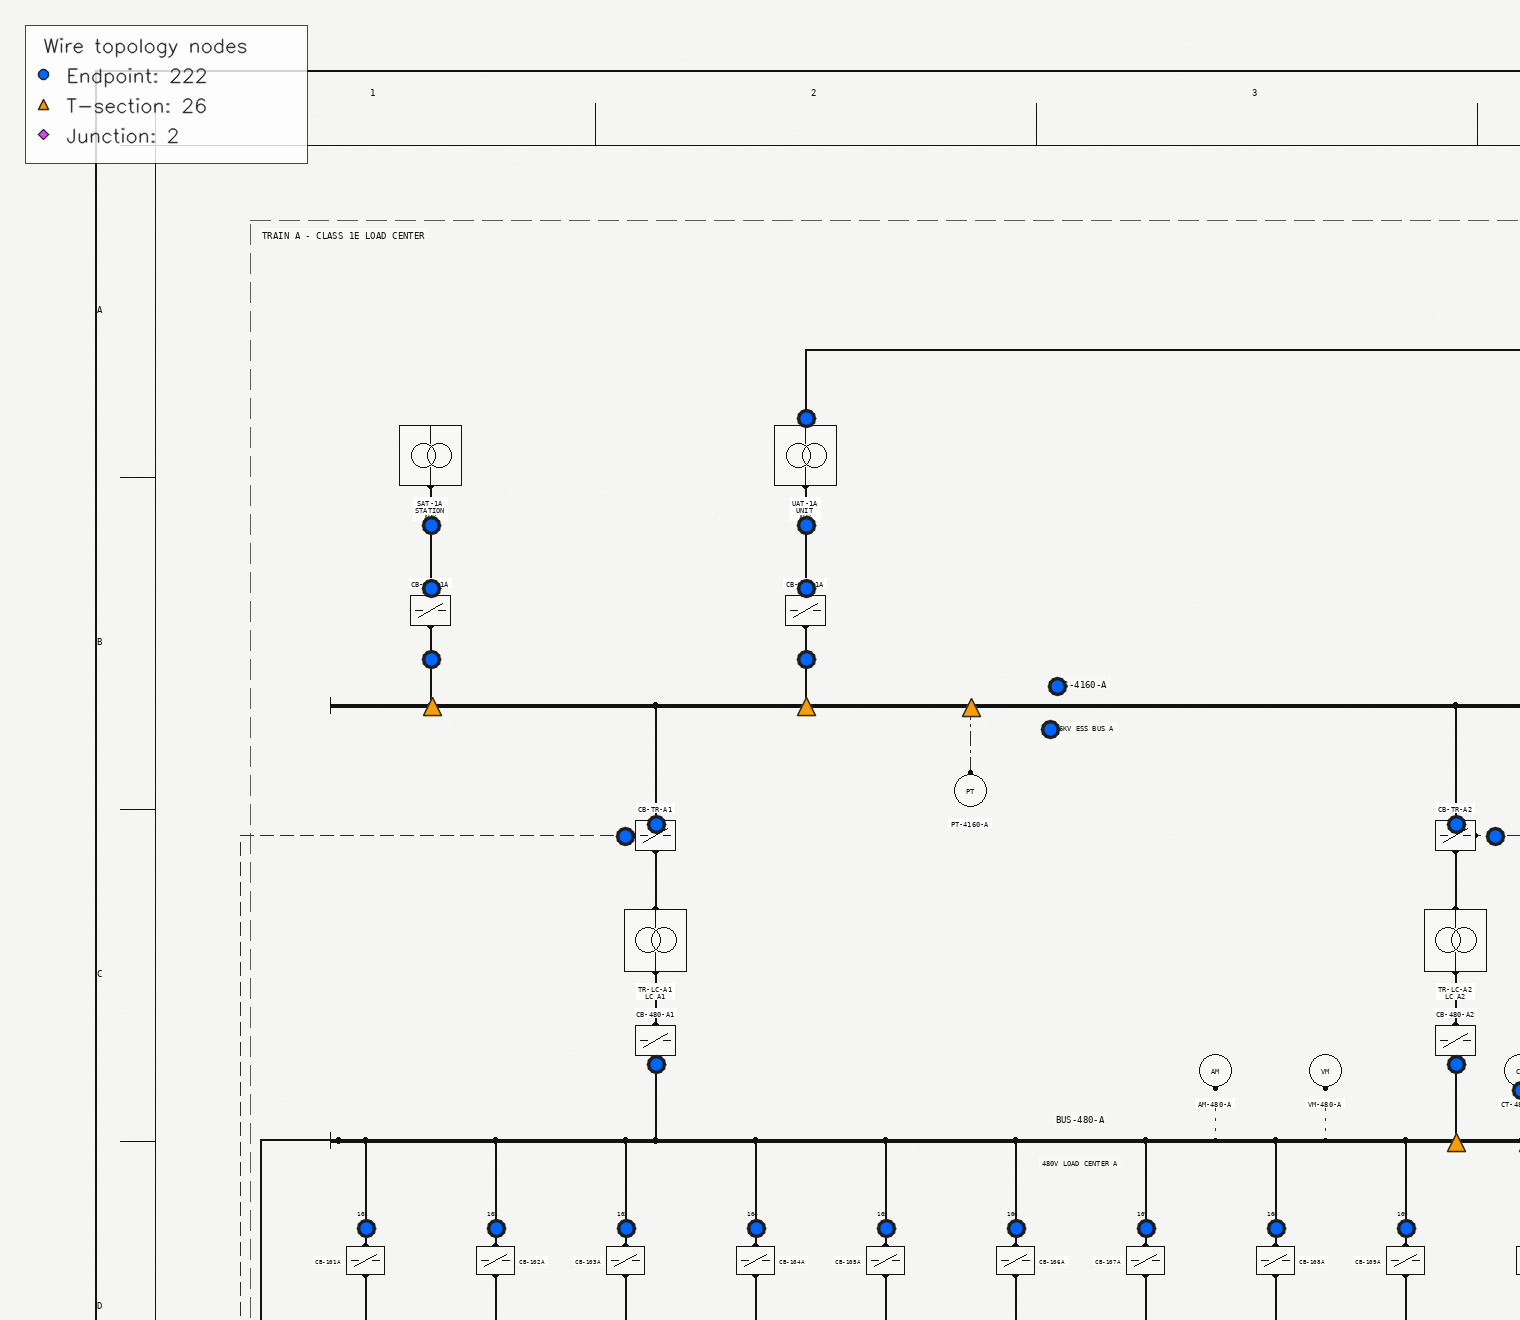 Wire topology nodes
Endpoint: 222
T-section: 26
Junction: 2
1
2
3
TRAIN A - CLASS 1E LOAD CENTER
A
SAT-1A
STATION
UAT-1A
UNIT
B
-4160-A
ESS BUS A
PT
PT-4160-A
CB-TR-A1
CB-TR-A2
C
TR-LC-A1
LC A1
TR-LC-A2
LC A2
CB-480-A1
CB-480-A2
AM
VM
AM-480-A
VM-480-A
BUS-480-A
480V LOAD CENTER A
CB-101A
CB-102A
CB-103A
CB-104A
CB-105A
CB-106A
CB-107A
CB-108A
CB-109A
D